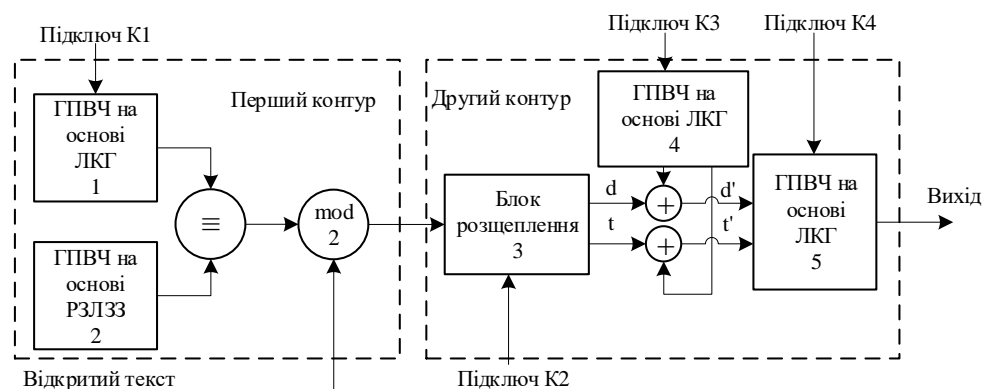 Підключ К1
Підключ К3
Підключ К4
ГПВЧ на
основі
ЛКГ
1
Перший контур
Другий контур
ГПВЧ на
основі ЛКГ
4
≡
mod
2
Блок
розщеплення
3
d
t
+
+
d'
t'
ГПВЧ на
основі
ЛКГ
5
Вихід
ГПВЧ на
основі
РЗЛЗЗ
2
Відкритий текст
Підключ К2